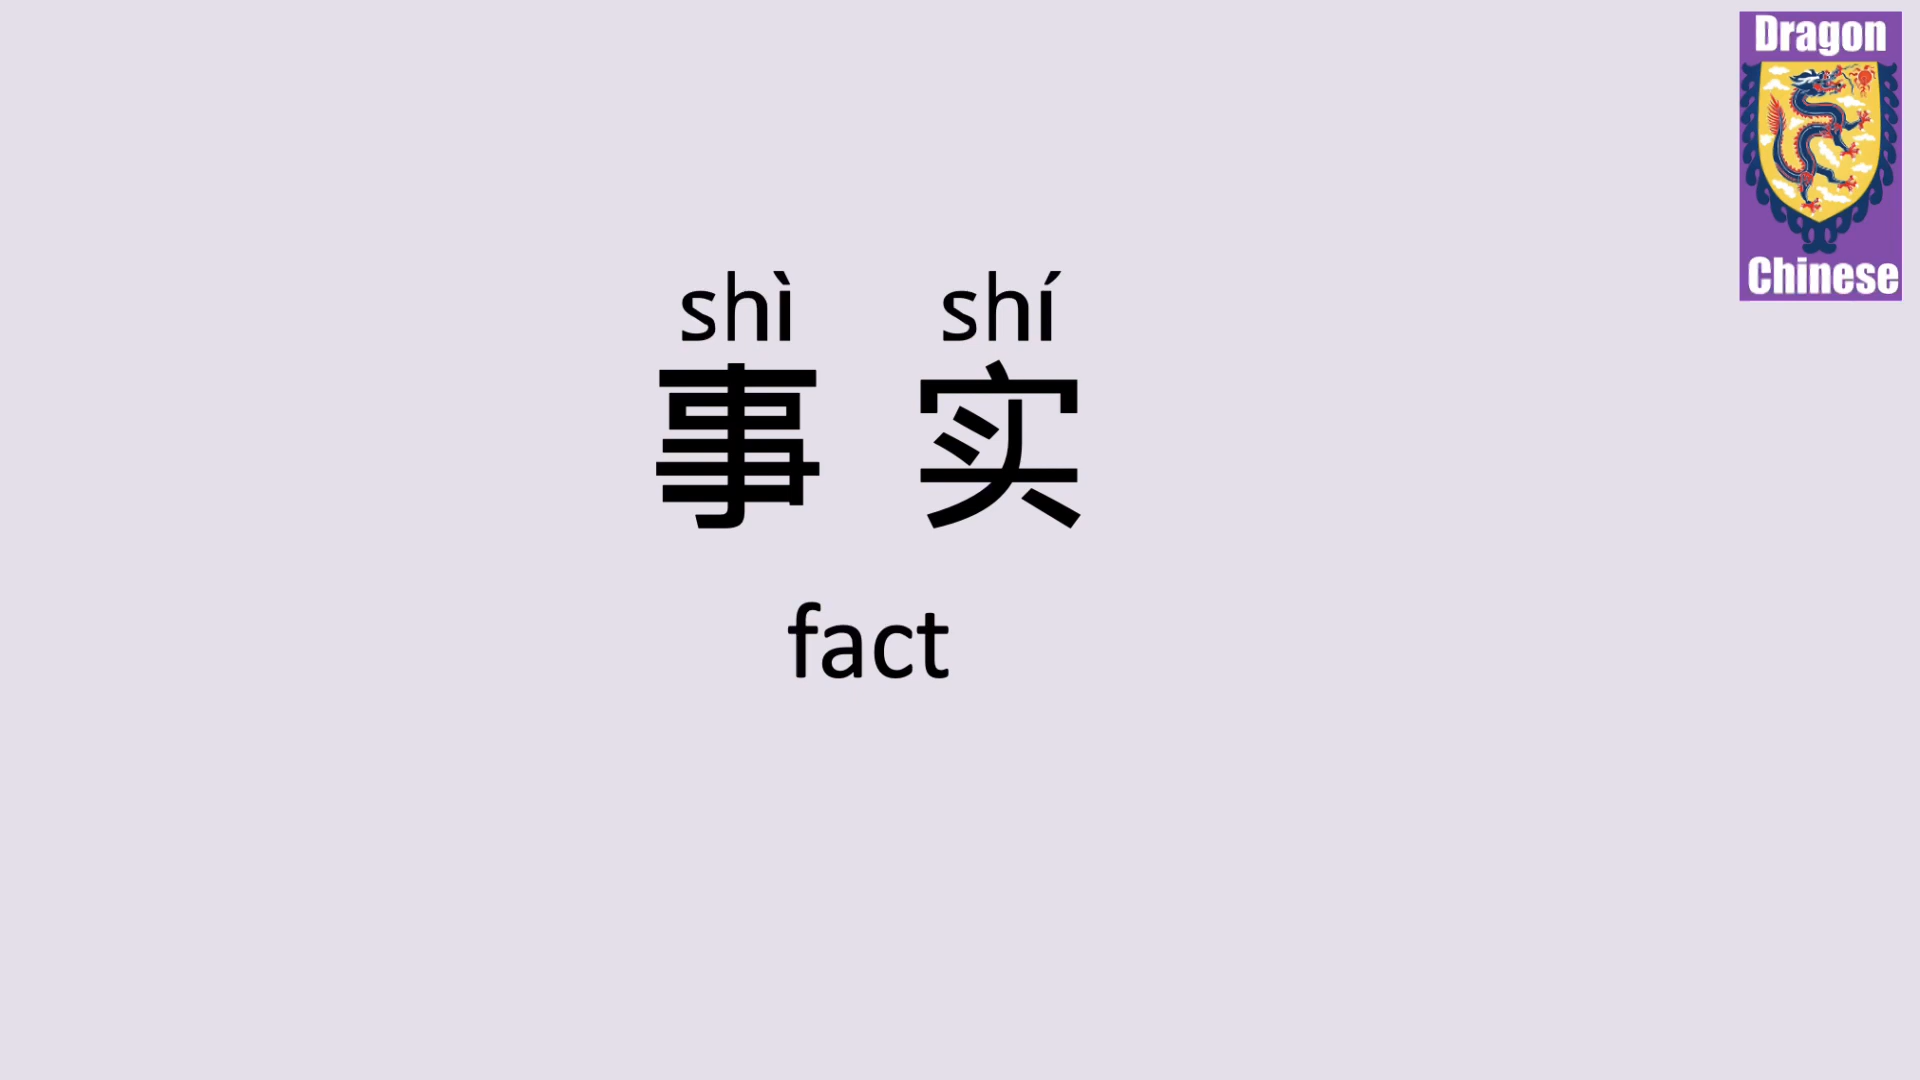 Dragon
Chinese
shì shí
事 实
fact